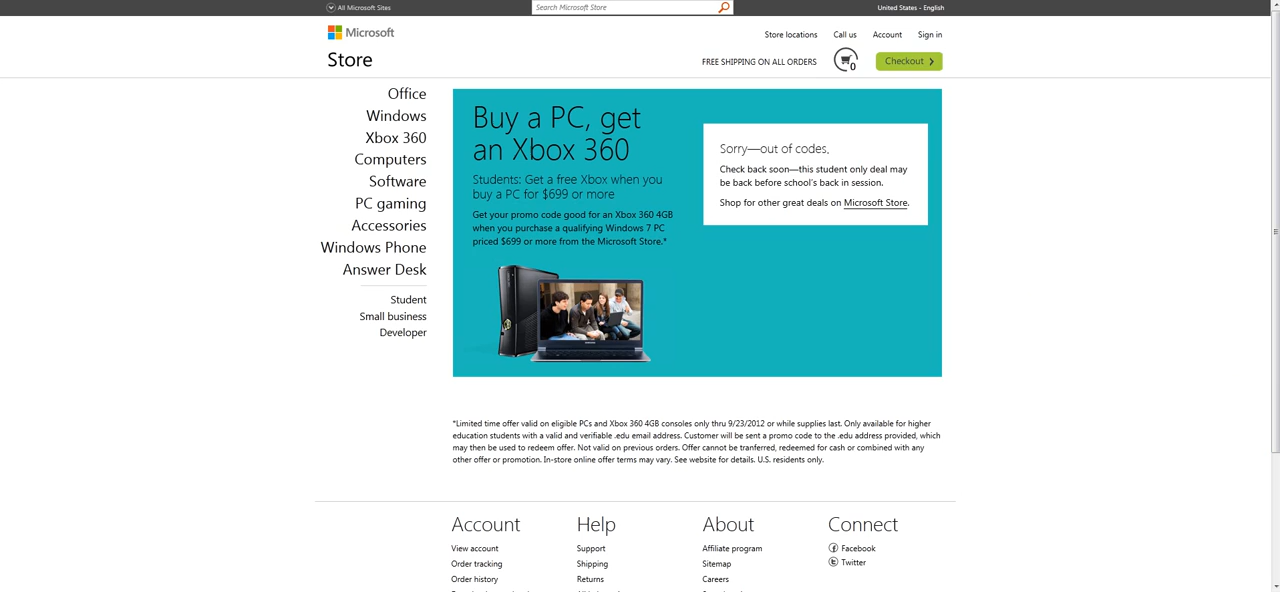 All Microsoft Sites
Search Microsoft Store
United States - English
Microsoft
Store locations
Call us
Account
Sign in
Store
FREE SHIPPING ON ALL ORDERS
0
Checkout
Office
Windows
Xbox 360
Computers
Software
PC gaming
Accessories
Windows Phone
Answer Desk
Student
Small business
Developer
Buy a PC, get
an Xbox 360
Students: Get a free Xbox when you
buy a PC for $699 or more
Get your promo code good for an Xbox 360 4GB
when you purchase a qualifying Windows 7 PC
priced $699 or more from the Microsoft Store.*
Sorry—out of codes.
Check back soon—this student only deal may
be back before school's back in session.
Shop for other great deals on Microsoft Store.
*Limited time offer valid on eligible PCs and Xbox 360 4GB consoles only thru 9/23/2012 or while supplies last. Only available for higher
education students with a valid and verifiable .edu email address. Customer will be sent a promo code to the .edu address provided, which
may then be used to redeem offer. Not valid on previous orders. Offer cannot be tranferred, redeemed for cash or combined with any
other offer or promotion. In-store online offer terms may vary. See website for details. U.S. residents only.
Account
View account
Order tracking
Order history
Help
Support
Shipping
Returns
About
Affiliate program
Sitemap
Careers
Connect
Facebook
Twitter